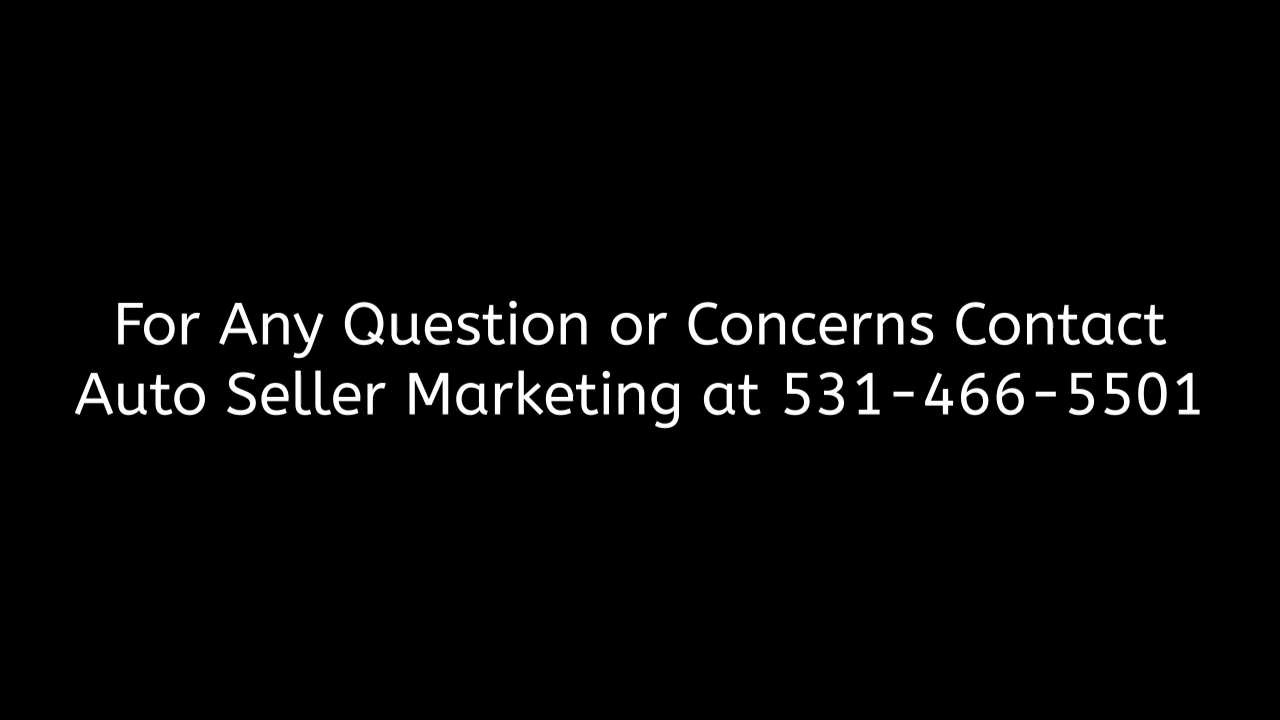 For Any Question or Concerns Contact
Auto Seller Marketing at 531-466-5501